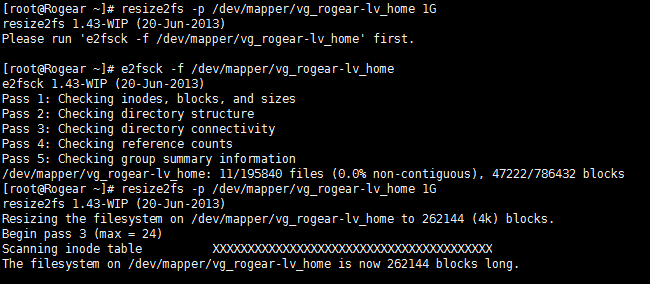 [root@Rogear ~]# resize2fs -p /dev/mapper/vg_rogear-lv_home 1G
resize2fs 1.43-WIP (20-Jun-2013)
Please run 'e2fsck -f /dev/mapper/vg_rogear-lv_home' first.
[root@Rogear ~]# e2fsck -f /dev/mapper/vg_rogear-lv_home
e2fsck 1.43-WIP (20-Jun-2013)
Pass 1: Checking inodes, blocks, and sizes
Pass 2: Checking directory structure
Pass 3: Checking directory connectivity
Pass 4: Checking reference counts
Pass 5: Checking group summary information
/dev/mapper/vg_rogear-lv_home: 11/195840 files (0.0% non-contiguous), 47222/786432 blocks
[root@Rogear ~]# resize2fs -p /dev/mapper/vg_rogear-lv_home 1G
resize2fs 1.43-WIP (20-Jun-2013)
Resizing the filesystem on /dev/mapper/vg_rogear-lv_home to 262144 (4k) blocks.
Begin pass 3 (max = 24)
Scanning inode table          XXXXXXXXXXXXXXXXXXXXXXXXXXXXXXXXXXXXXXXX
The filesystem on /dev/mapper/vg_rogear-lv_home is now 262144 blocks long.